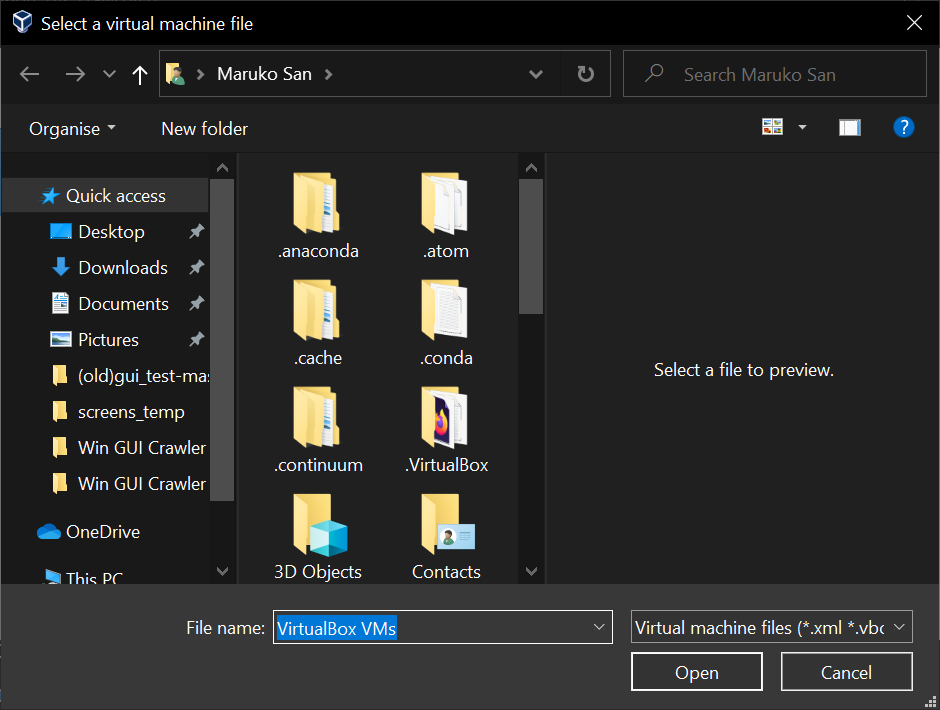 Select a virtual machine file
Maruko San
Search Maruko San
Organise
New folder
?
Quick access
Desktop
Downloads
Documents
Pictures
(old)gui_test-mas
screens_temp
Win GUI Crawler
Win GUI Crawler
OneDrive
This PC
.anaconda
.atom
.cache
.conda
.continuum
.VirtualBox
3D Objects
Contacts
Select a file to preview.
File name:
VirtualBox VMs
Virtual machine files (*.xml *.vbo
Open
Cancel